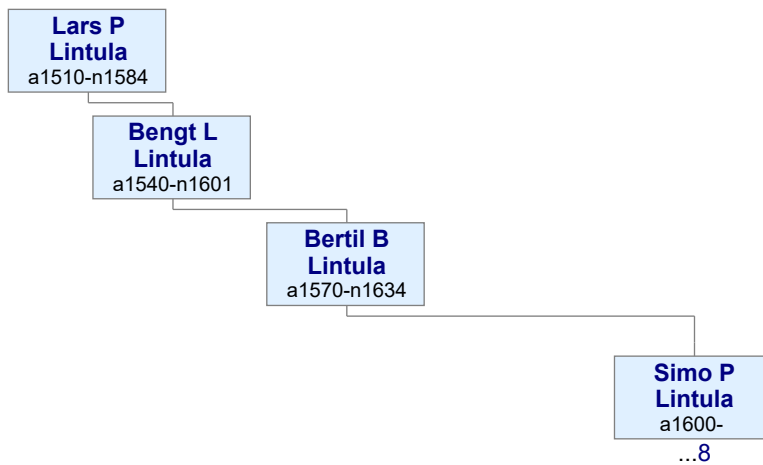 Lars P
Lintula
a1510-n1584
Bengt L
Lintula
a1540-n1601
Bertil B
Lintula
a1570-n1634
Simo P
Lintula
a1600-
...8